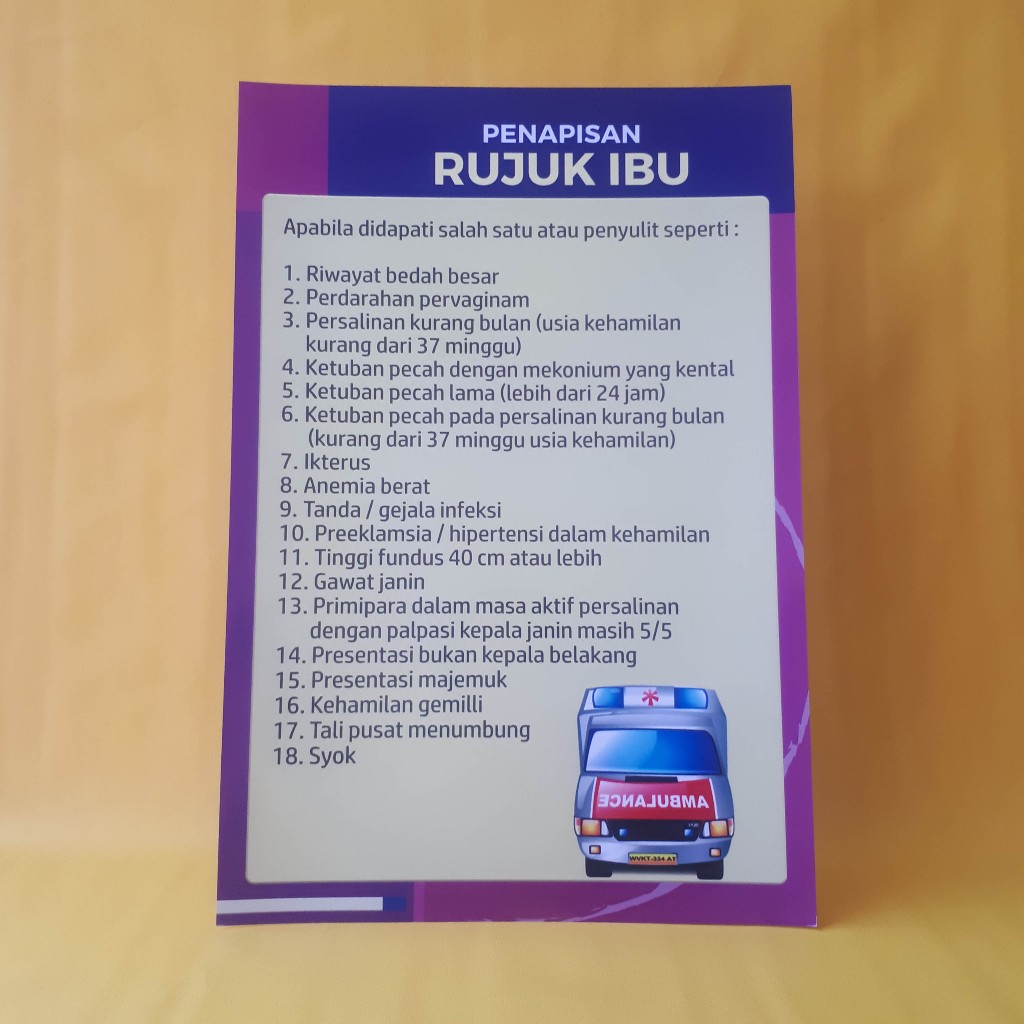 PENAPISAN
RUJUK IBU
Apabila didapati salah satu atau penyulit seperti :
1. Riwayat bedah besar
2. Perdarahan pervaginam
3. Persalinan kurang bulan (usia kehamilan
kurang dari 37 minggu)
4. Ketuban pecah dengan mekonium yang kental
5. Ketuban pecah lama (lebih dari 24 jam)
6. Ketuban pecah pada persalinan kurang bulan
(kurang dari 37 minggu usia kehamilan)
7. Ikterus
8. Anemia berat
9. Tanda / gejala infeksi
10. Preeklamsia / hipertensi dalam kehamilan
11. Tinggi fundus 40 cm atau lebih
12. Gawat janin
13. Primipara dalam masa aktif persalinan
dengan palpasi kepala janin masih 5/5
14. Presentasi bukan kepala belakang
15. Presentasi majemuk
16. Kehamilan gemilli
17. Tali pusat menumbung
18. Syok
AMBULANCE
WVKT-334 AT